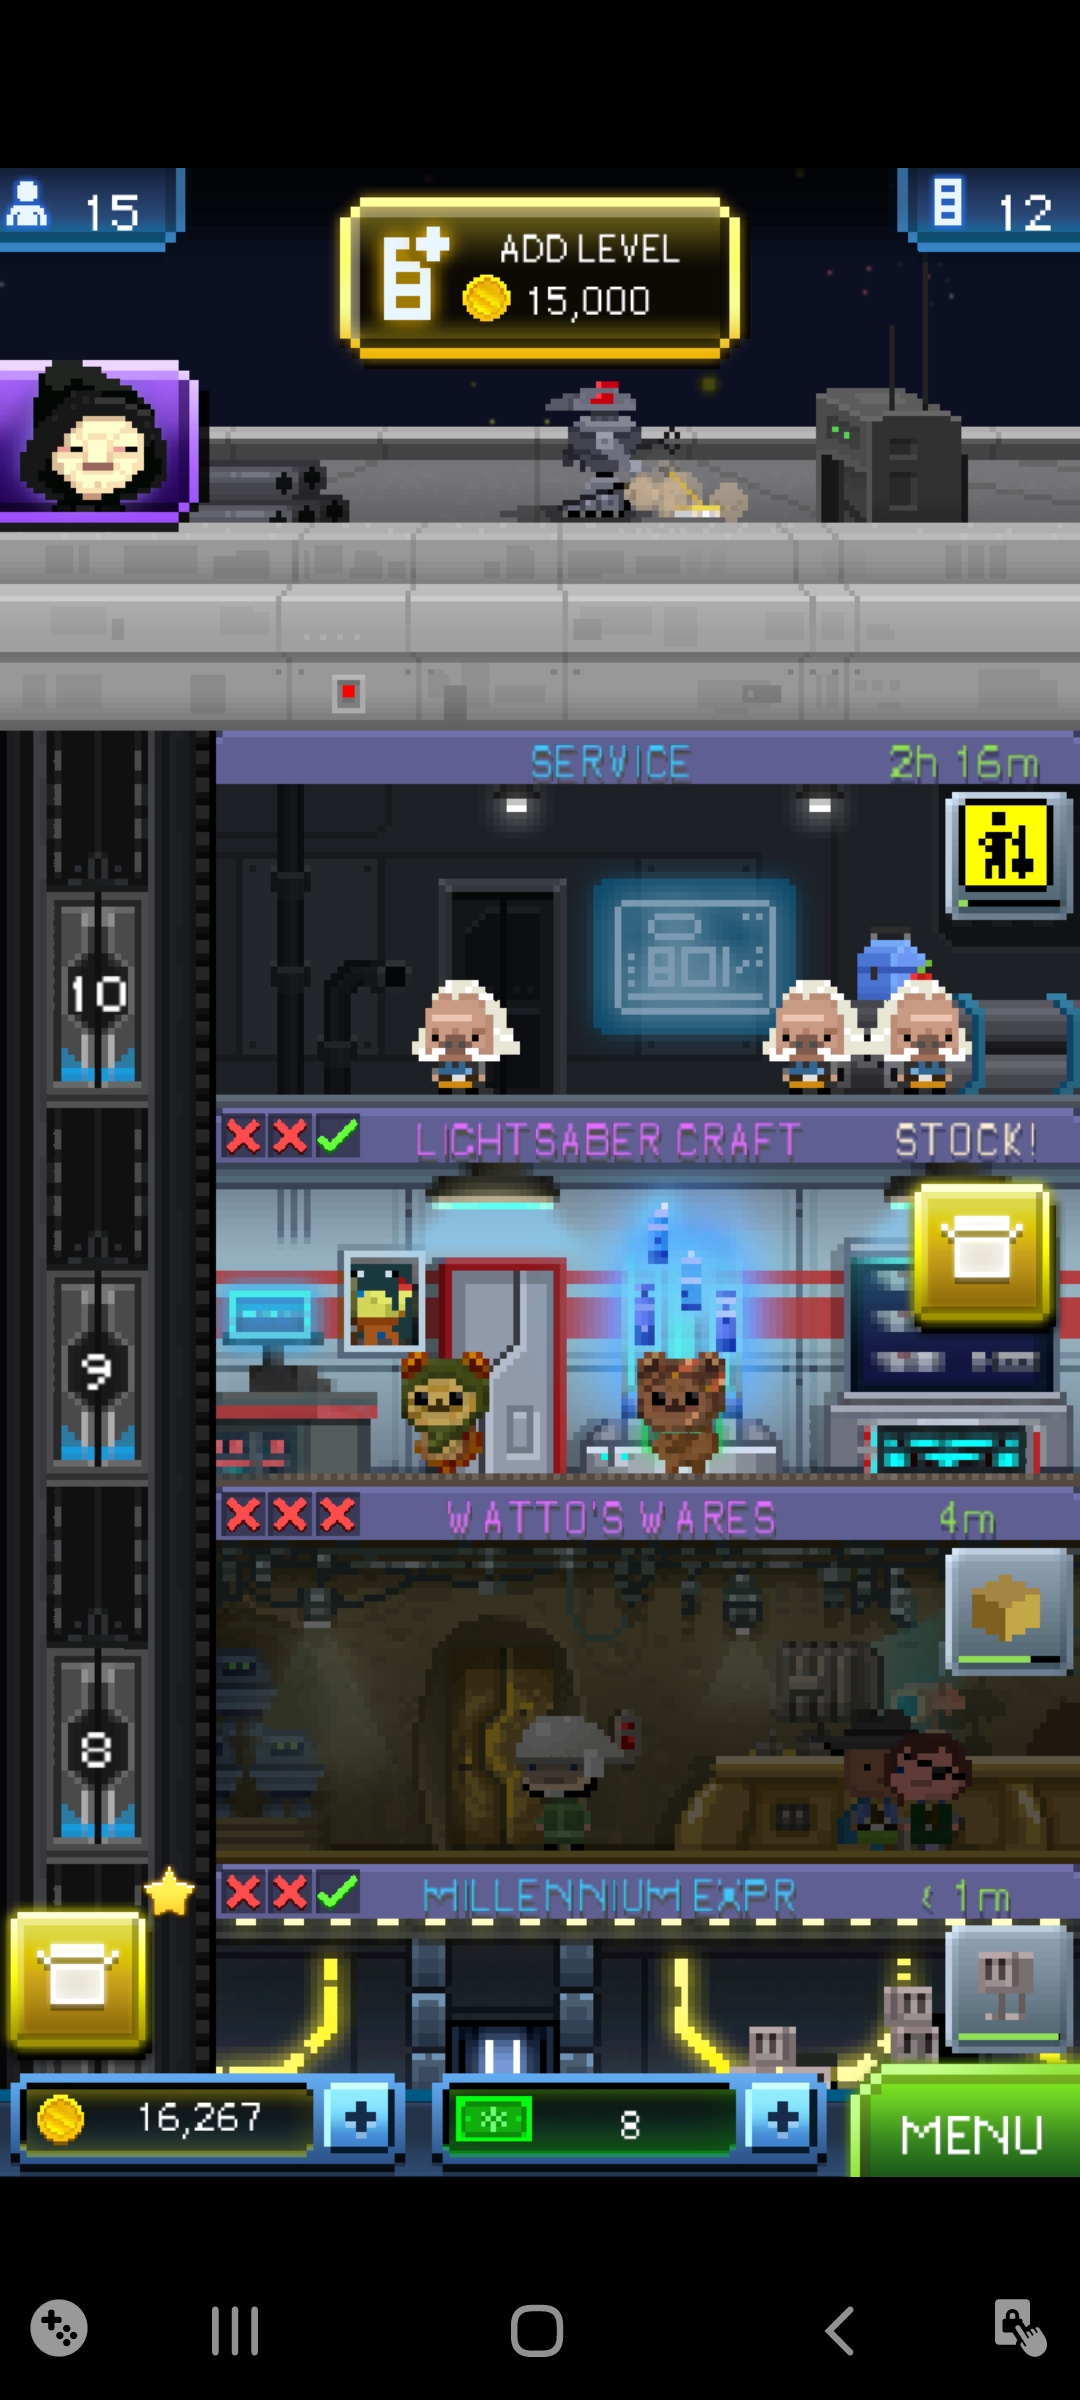 15
ADD LEVEL
15,000
12
SERVICE 2h 16m
10
LIGHTSABER CRAFT STOCK!
9
WATTO'S WARES 4m
8
MILLENNIUM EXPR < 1m
16,267
8
MENU